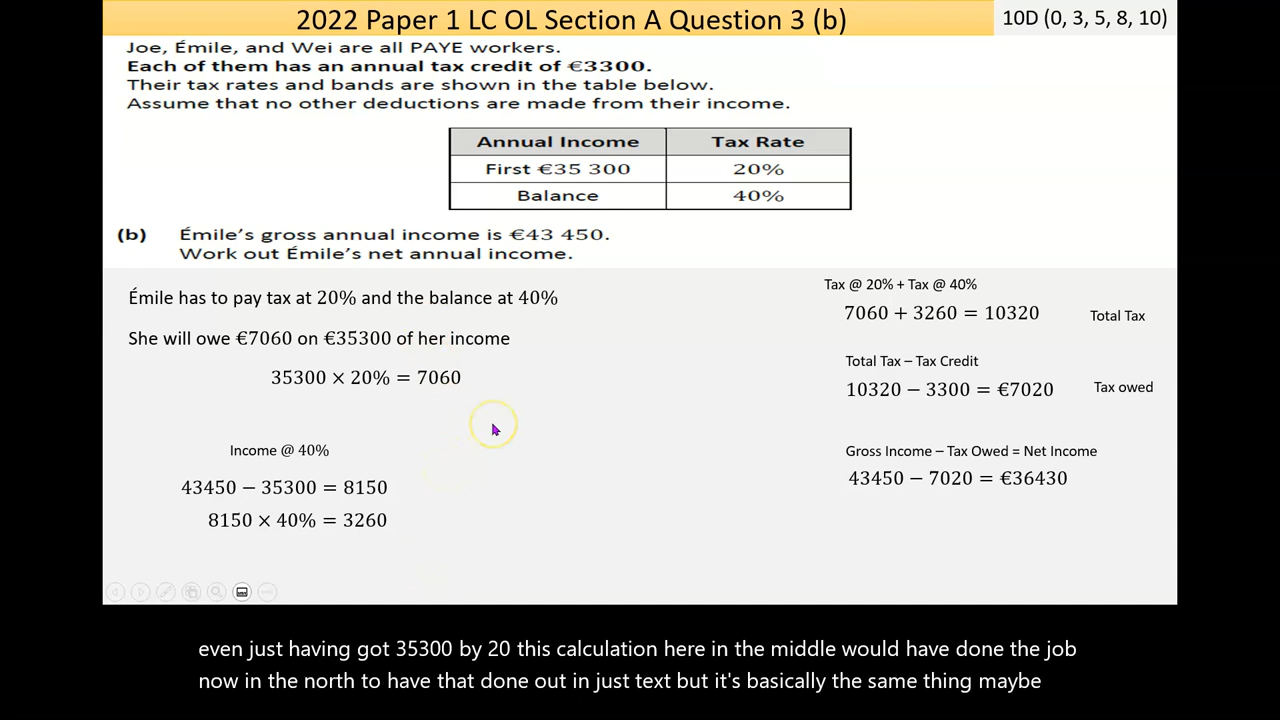 2022 Paper 1 LC OL Section A Question 3 (b)
10D (0, 3, 5, 8, 10)
Joe, Émile, and Wei are all PAYE workers.
Each of them has an annual tax credit of €3300.
Their tax rates and bands are shown in the table below.
Assume that no other deductions are made from their income.
Annual Income Tax Rate
First €35 300 20%
Balance 40%
(b) Émile’s gross annual income is €43 450.
Work out Émile’s net annual income.
Émile has to pay tax at 20% and the balance at 40%
She will owe €7060 on €35300 of her income
35300 × 20% = 7060
Income @ 40%
43450 − 35300 = 8150
8150 × 40% = 3260
Tax @ 20% + Tax @ 40%
7060 + 3260 = 10320 Total Tax
Total Tax – Tax Credit
10320 − 3300 = €7020 Tax owed
Gross Income – Tax Owed = Net Income
43450 − 7020 = €36430
even just having got 35300 by 20 this calculation here in the middle would have done the job
now in the north to have that done out in just text but it's basically the same thing maybe